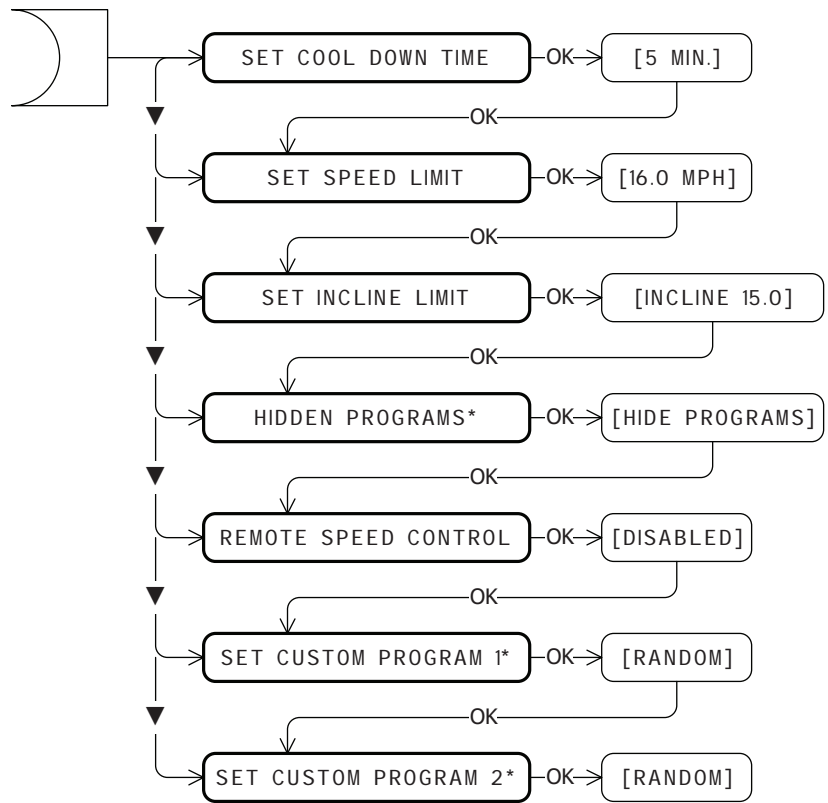 SET COOL DOWN TIME OK [5 MIN.]
▼ OK
SET SPEED LIMIT OK [16.0 MPH]
▼ OK
SET INCLINE LIMIT OK [INCLINE 15.0]
▼ OK
HIDDEN PROGRAMS* OK [HIDE PROGRAMS]
▼ OK
REMOTE SPEED CONTROL OK [DISABLED]
▼ OK
SET CUSTOM PROGRAM 1* OK [RANDOM]
▼ OK
SET CUSTOM PROGRAM 2* OK [RANDOM]